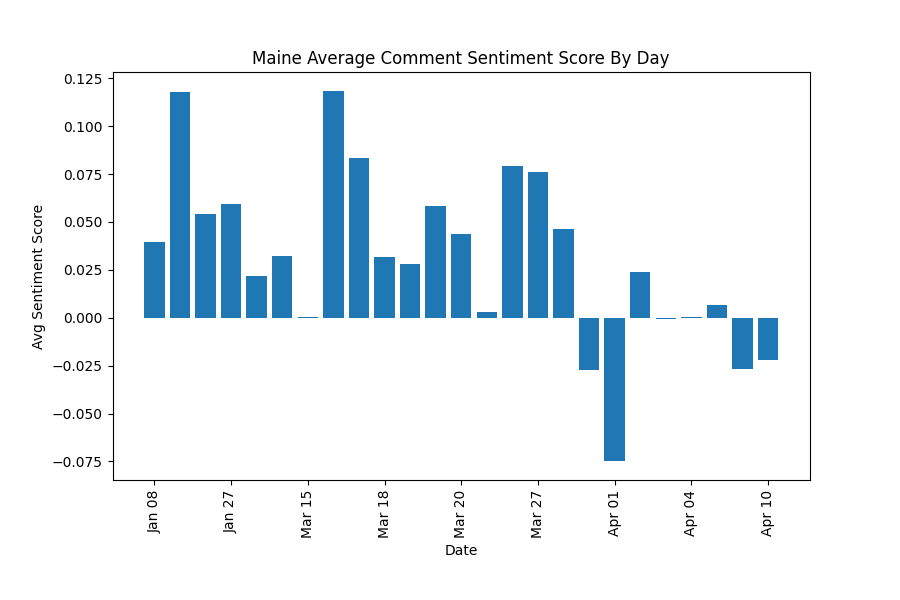 Maine Average Comment Sentiment Score By Day
Avg Sentiment Score
0.125
0.100
0.075
0.050
0.025
0.000
−0.025
−0.050
−0.075
Jan 08
Jan 27
Mar 15
Mar 18
Mar 20
Mar 27
Apr 01
Apr 04
Apr 10
Date